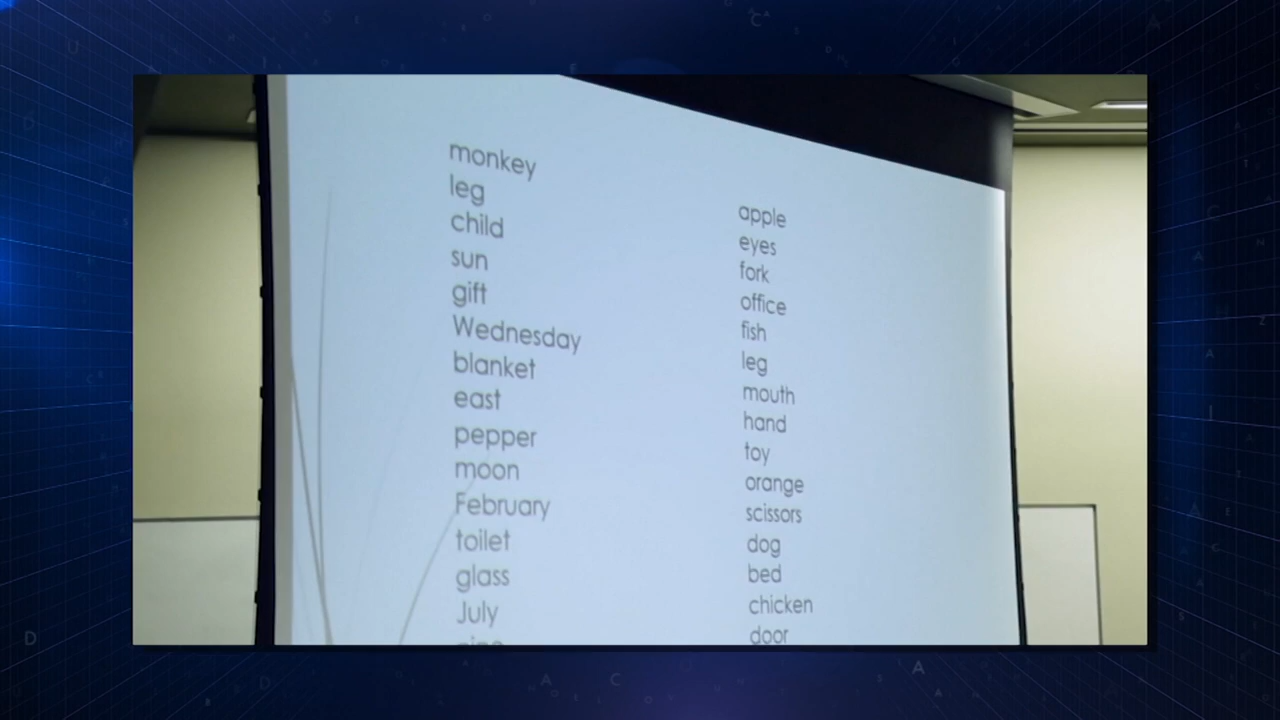 monkey
leg
child
sun
gift
Wednesday
blanket
east
pepper
moon
February
toilet
glass
July
apple
eyes
fork
office
fish
leg
mouth
hand
toy
orange
scissors
dog
bed
chicken
door